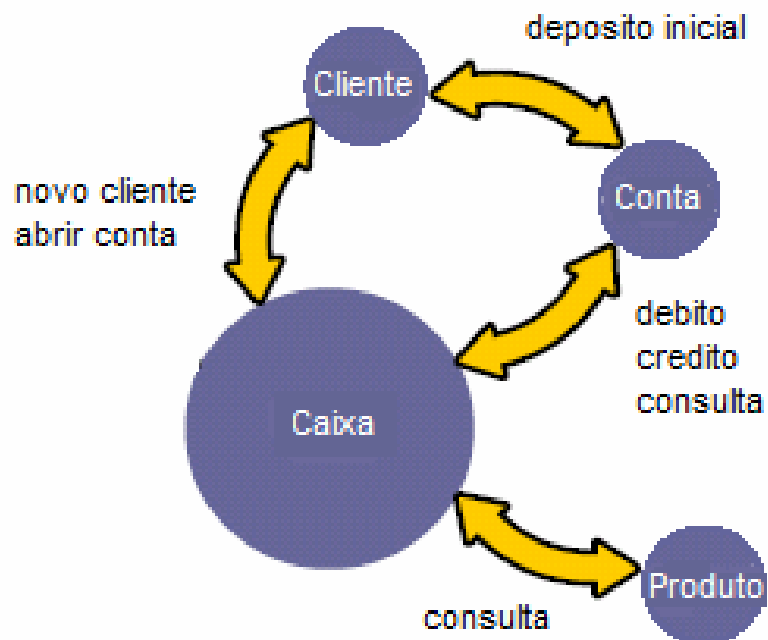 deposito inicial
Cliente
novo cliente
abrir conta
Conta
debito
credito
consulta
Caixa
Produto
consulta